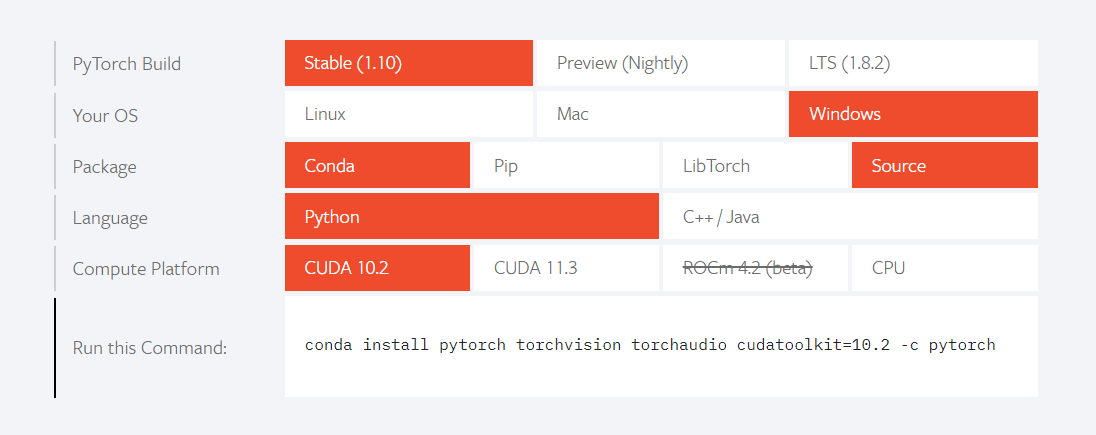 PyTorch Build Stable (1.10) Preview (Nightly) LTS (1.8.2)
Your OS Linux Mac Windows
Package Conda Pip LibTorch Source
Language Python C++ / Java
Compute Platform CUDA 10.2 CUDA 11.3 ROCm 4.2 (beta) CPU
Run this Command: conda install pytorch torchvision torchaudio cudatoolkit=10.2 -c pytorch